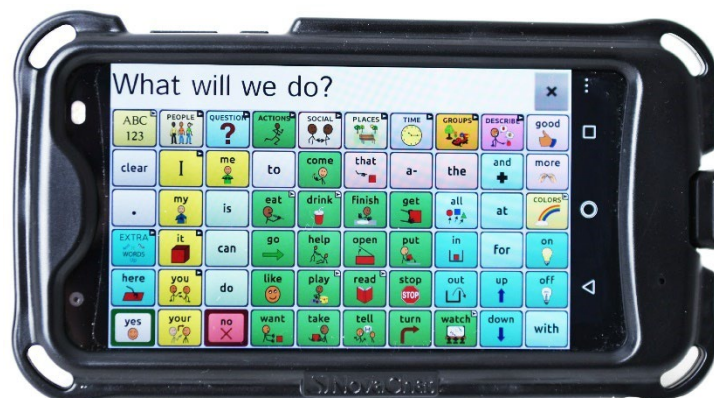 What will we do?
ABC 123 PEOPLE QUESTION ACTIONS SOCIAL PLACES TIME GROUPS DESCRIBE good
clear I me to come that a- the and more
. my is eat drink finish get all at COLORS
EXTRA WORDS it can go help open put in for on
here you do like play read stop STOP out up off
yes your no want take tell turn watch down with
NovaChat